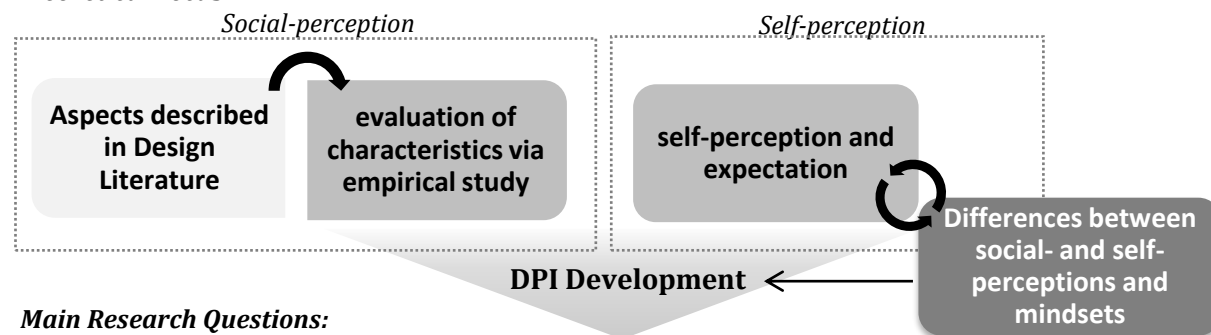 Social-perception
Self-perception
Aspects described
in Design
Literature
evaluation of
characteristics via
empirical study
self-perception and
expectation
Differences between
social- and self-
perceptions and
mindsets
DPI Development
Main Research Questions: